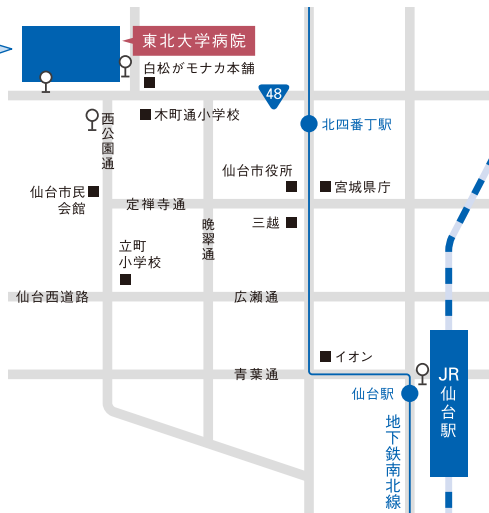 東北大学病院
白松がモナカ本舗
48
木町通小学校
北四番丁駅
西公園通
仙台市役所
宮城県庁
仙台市民
会館
定禅寺通
三越
晩翠通
立町
小学校
仙台西道路
広瀬通
イオン
青葉通
JR
仙台駅
仙台駅
地下鉄南北線